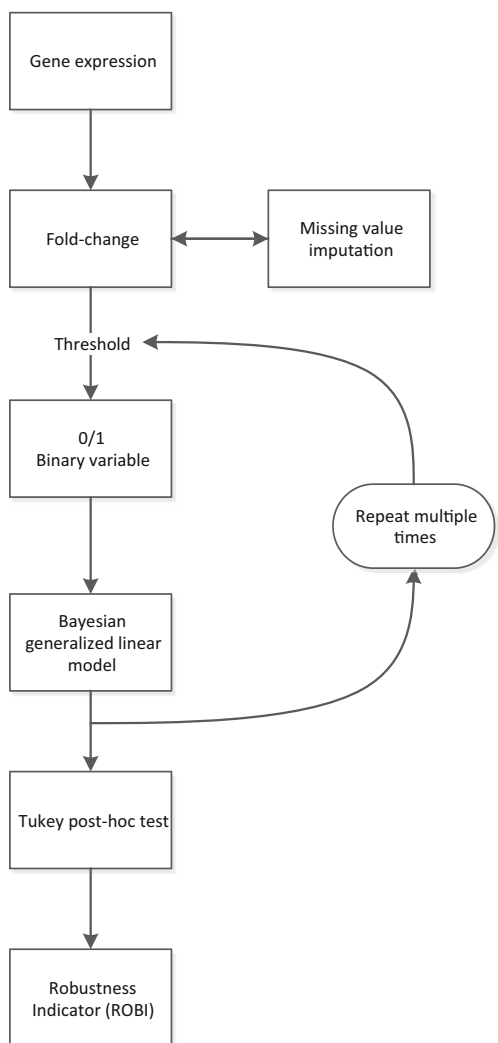 Gene expression
Fold-change
Missing value
imputation
Threshold
0/1
Binary variable
Repeat multiple
times
Bayesian
generalized linear
model
Tukey post-hoc test
Robustness
Indicator (ROBI)